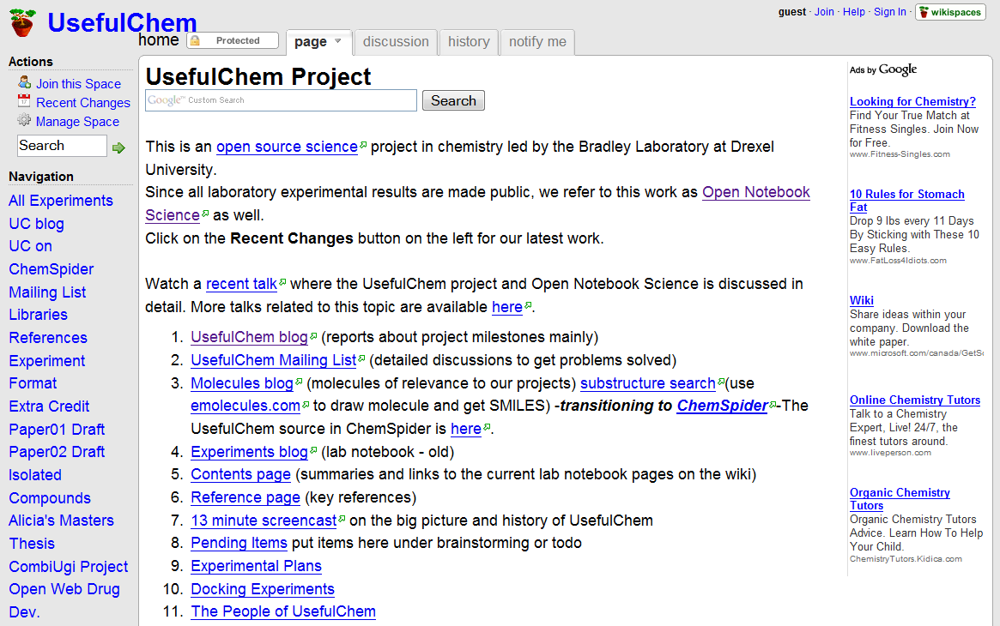 UsefulChem
guest · Join · Help · Sign In · wikispaces
home Protected page discussion history notify me
Actions
Join this Space
Recent Changes
Manage Space
Search
Navigation
All Experiments
UC blog
UC on
ChemSpider
Mailing List
Libraries
References
Experiment
Format
Extra Credit
Paper01 Draft
Paper02 Draft
Isolated
Compounds
Alicia's Masters
Thesis
CombiUgi Project
Open Web Drug
Dev.
UsefulChem Project
Google™ Custom Search Search
This is an open source science project in chemistry led by the Bradley Laboratory at Drexel
University.
Since all laboratory experimental results are made public, we refer to this work as Open Notebook
Science as well.
Click on the Recent Changes button on the left for our latest work.
Watch a recent talk where the UsefulChem project and Open Notebook Science is discussed in
detail. More talks related to this topic are available here.
1. UsefulChem blog (reports about project milestones mainly)
2. UsefulChem Mailing List (detailed discussions to get problems solved)
3. Molecules blog (molecules of relevance to our projects) substructure search(use
emolecules.com to draw molecule and get SMILES) -transitioning to ChemSpider-The
UsefulChem source in ChemSpider is here.
4. Experiments blog (lab notebook - old)
5. Contents page (summaries and links to the current lab notebook pages on the wiki)
6. Reference page (key references)
7. 13 minute screencast on the big picture and history of UsefulChem
8. Pending Items put items here under brainstorming or todo
9. Experimental Plans
10. Docking Experiments
11. The People of UsefulChem
Ads by Google
Looking for Chemistry?
Find Your True Match at
Fitness Singles. Join Now
for Free.
www.Fitness-Singles.com
10 Rules for Stomach
Fat
Drop 9 lbs every 11 Days
By Sticking with These 10
Easy Rules.
www.FatLoss4Idiots.com
Wiki
Share ideas within your
company. Download the
white paper.
www.microsoft.com/canada/GetSc
Online Chemistry Tutors
Talk to a Chemistry
Expert, Live! 24/7, the
finest tutors around.
www.liveperson.com
Organic Chemistry
Tutors
Organic Chemistry Tutors
Advice. Learn How To Help
Your Child.
ChemistryTutors.Kidica.com